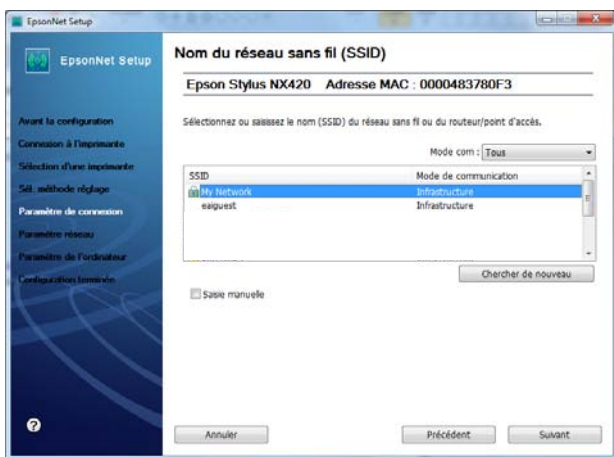 EpsonNet Setup
EpsonNet Setup
Avant la configuration
Connexion à l'imprimante
Sélection d'une imprimante
Sél. méthode réglage
Paramètre de connexion
Paramètre réseau
Paramètre de l'ordinateur
Configuration terminée
Nom du réseau sans fil (SSID)
Epson Stylus NX420 Adresse MAC : 0000483780F3
Sélectionnez ou saisissez le nom (SSID) du réseau sans fil ou du routeur/point d'accès.
Mode com : Tous
SSID Mode de communication
My Network Infrastructure
eaiguest Infrastructure
Chercher de nouveau
Saisie manuelle
?
Annuler Précédent Suivant